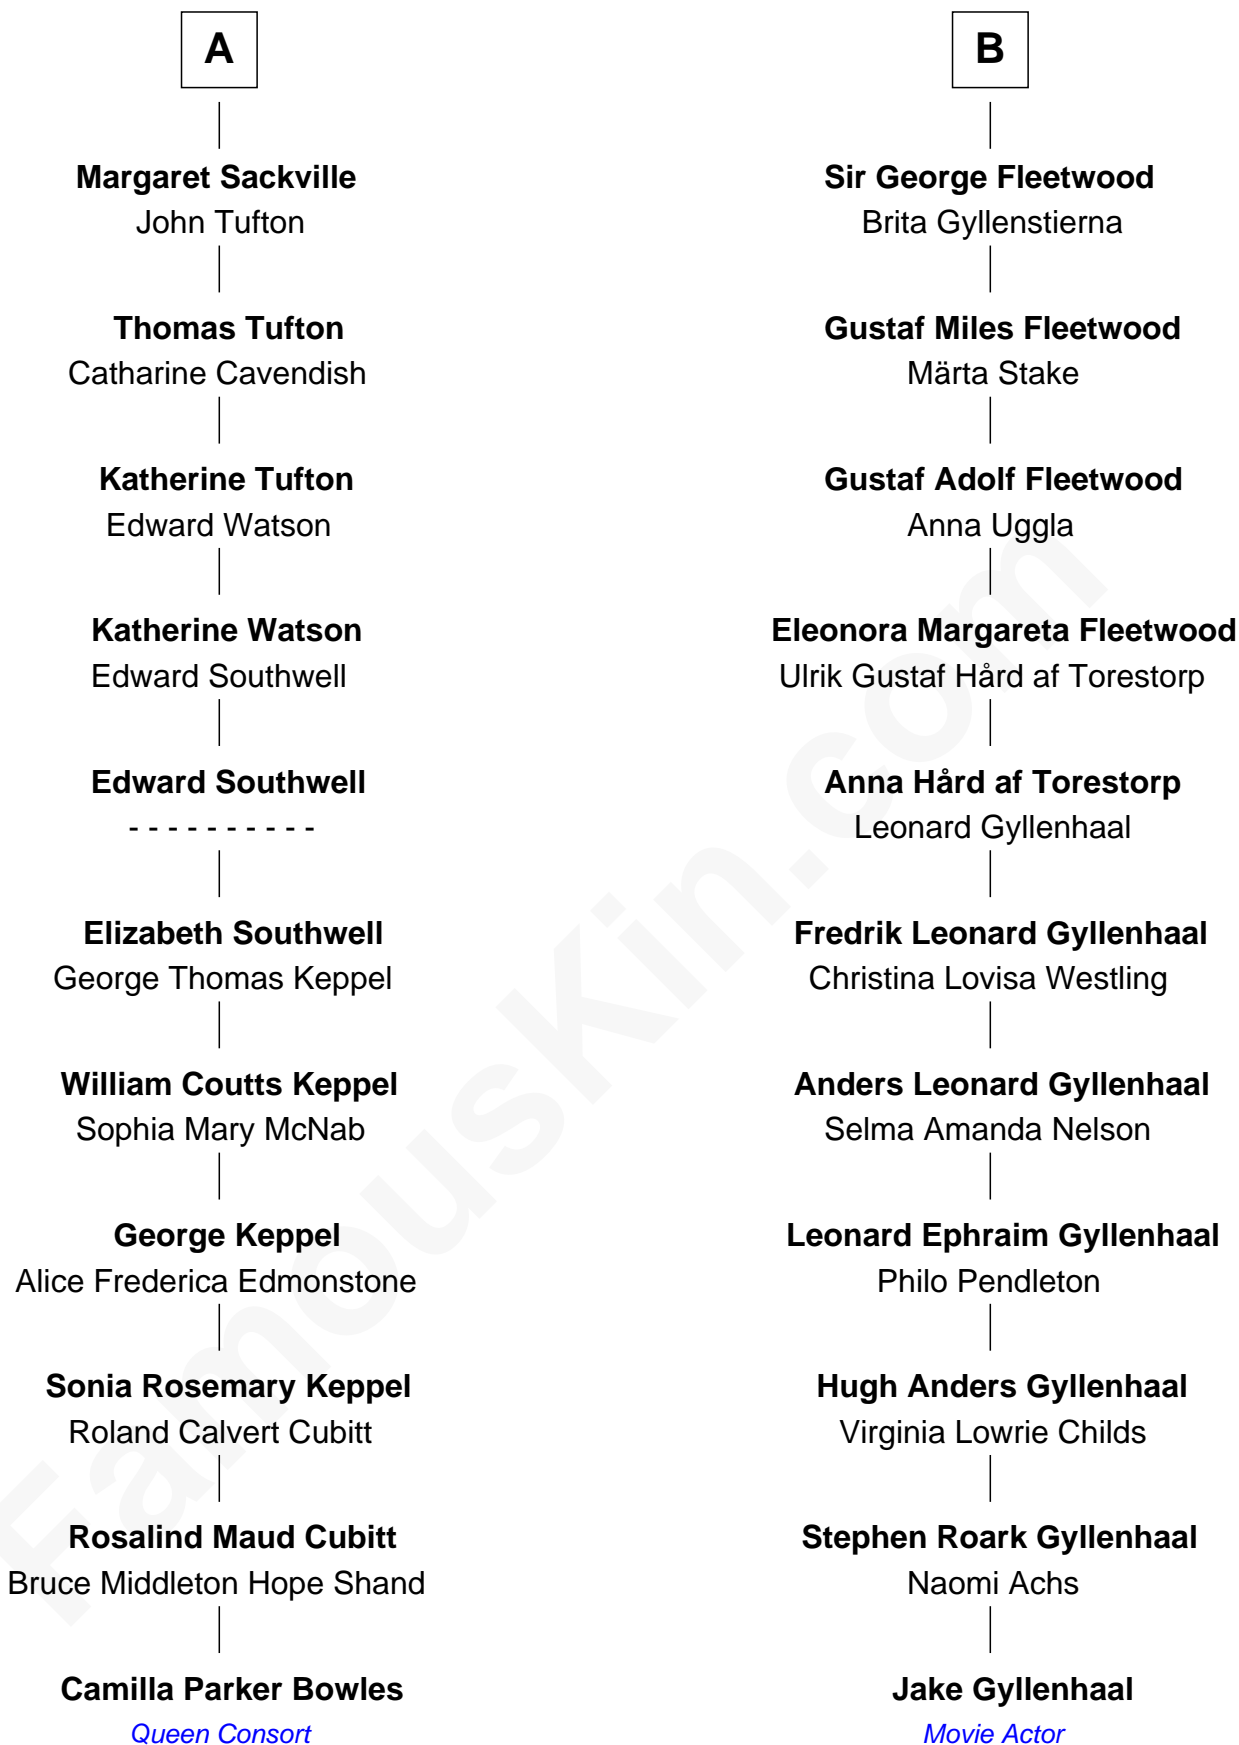 A
Margaret Sackville
John Tufton
Thomas Tufton
Catharine Cavendish
Katherine Tufton
Edward Watson
Katherine Watson
Edward Southwell
Edward Southwell
- - - - - - - - - -
Elizabeth Southwell
George Thomas Keppel
William Coutts Keppel
Sophia Mary McNab
George Keppel
Alice Frederica Edmonstone
Sonia Rosemary Keppel
Roland Calvert Cubitt
Rosalind Maud Cubitt
Bruce Middleton Hope Shand
Camilla Parker Bowles
Queen Consort
B
Sir George Fleetwood
Brita Gyllenstierna
Gustaf Miles Fleetwood
Märta Stake
Gustaf Adolf Fleetwood
Anna Uggla
Eleonora Margareta Fleetwood
Ulrik Gustaf Hård af Torestorp
Anna Hård af Torestorp
Leonard Gyllenhaal
Fredrik Leonard Gyllenhaal
Christina Lovisa Westling
Anders Leonard Gyllenhaal
Selma Amanda Nelson
Leonard Ephraim Gyllenhaal
Philo Pendleton
Hugh Anders Gyllenhaal
Virginia Lowrie Childs
Stephen Roark Gyllenhaal
Naomi Achs
Jake Gyllenhaal
Movie Actor
FamousKin.com